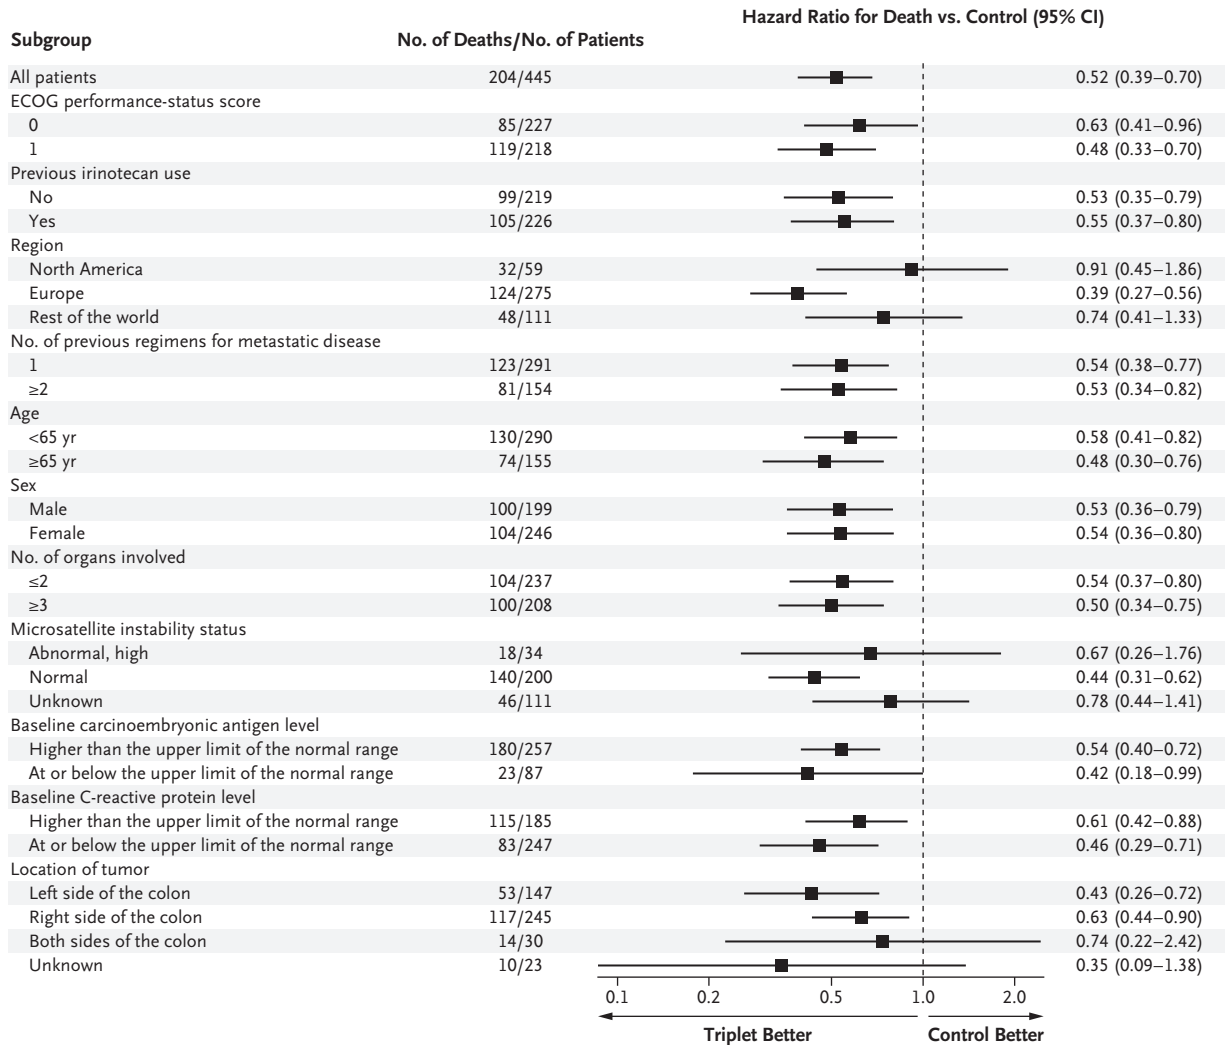 Hazard Ratio for Death vs. Control (95% CI)
Subgroup No. of Deaths/No. of Patients
All patients 204/445 0.52 (0.39–0.70)
ECOG performance-status score
0 85/227 0.63 (0.41–0.96)
1 119/218 0.48 (0.33–0.70)
Previous irinotecan use
No 99/219 0.53 (0.35–0.79)
Yes 105/226 0.55 (0.37–0.80)
Region
North America 32/59 0.91 (0.45–1.86)
Europe 124/275 0.39 (0.27–0.56)
Rest of the world 48/111 0.74 (0.41–1.33)
No. of previous regimens for metastatic disease
1 123/291 0.54 (0.38–0.77)
≥2 81/154 0.53 (0.34–0.82)
Age
<65 yr 130/290 0.58 (0.41–0.82)
≥65 yr 74/155 0.48 (0.30–0.76)
Sex
Male 100/199 0.53 (0.36–0.79)
Female 104/246 0.54 (0.36–0.80)
No. of organs involved
≤2 104/237 0.54 (0.37–0.80)
≥3 100/208 0.50 (0.34–0.75)
Microsatellite instability status
Abnormal, high 18/34 0.67 (0.26–1.76)
Normal 140/200 0.44 (0.31–0.62)
Unknown 46/111 0.78 (0.44–1.41)
Baseline carcinoembryonic antigen level
Higher than the upper limit of the normal range 180/257 0.54 (0.40–0.72)
At or below the upper limit of the normal range 23/87 0.42 (0.18–0.99)
Baseline C-reactive protein level
Higher than the upper limit of the normal range 115/185 0.61 (0.42–0.88)
At or below the upper limit of the normal range 83/247 0.46 (0.29–0.71)
Location of tumor
Left side of the colon 53/147 0.43 (0.26–0.72)
Right side of the colon 117/245 0.63 (0.44–0.90)
Both sides of the colon 14/30 0.74 (0.22–2.42)
Unknown 10/23 0.35 (0.09–1.38)
0.1 0.2 0.5 1.0 2.0
Triplet Better Control Better